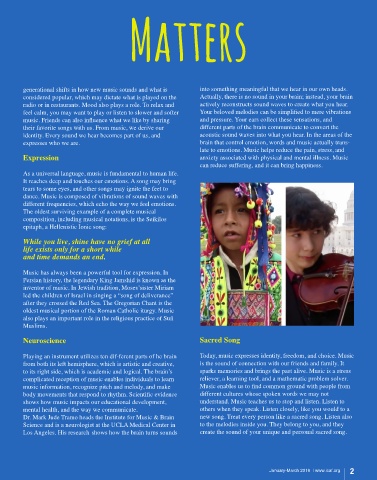 Matters
generational shifts in how new music sounds and what is
considered popular, which may dictate what is played on the
radio or in restaurants. Mood also plays a role. To relax and
feel calm, you may want to play or listen to slower and softer
music. Friends can also influence what we like by sharing
their favorite songs with us. From music, we derive our
identity. Every sound we hear becomes part of us, and
expresses who we are.
Expression
As a universal language, music is fundamental to human life.
It reaches deep and touches our emotions. A song may bring
tears to some eyes, and other songs may ignite the feet to
dance. Music is composed of vibrations of sound waves with
different frequencies, which echo the way we feel emotions.
The oldest surviving example of a complete musical
composition, including musical notations, is the Seikilos
epitaph, a Hellenistic Ionic song:
While you live, shine have no grief at all
life exists only for a short while
and time demands an end.
Music has always been a powerful tool for expression. In
Persian history, the legendary King Jamshid is known as the
inventor of music. In Jewish tradition, Moses' sister Miriam
led the children of Israel in singing a "song of deliverance"
after they crossed the Red Sea. The Gregorian Chant is the
oldest musical portion of the Roman Catholic liturgy. Music
also plays an important role in the religious practice of Sufi
Muslims.
Neuroscience
Playing an instrument utilizes ten different parts of he brain
from both its left hemisphere, which is artistic and creative,
to its right side, which is academic and logical. The brain's
complicated reception of music enables individuals to learn
music information, recognize pitch and melody, and make
body movements that respond to rhythm. Scientific evidence
shows how music impacts our educational development,
mental health, and the way we communicate.
Dr. Mark Jude Tramo heads the Institute for Music & Brain
Science and is a neurologist at the UCLA Medical Center in
Los Angeles. His research shows how the brain turns sounds
into something meaningful that we hear in our own heads.
Actually, there is no sound in your brain; instead, your brain
actively reconstructs sound waves to create what you hear.
Your beloved melodies can be simplified to mere vibrations
and pressure. Your ears collect these sensations, and
different parts of the brain communicate to convert the
acoustic sound waves into what you hear. In the areas of the
brain that control emotion, words and music actually trans-
late to emotions. Music helps reduce the pain, stress, and
anxiety associated with physical and mental illness. Music
can reduce suffering, and it can bring happiness.
Sacred Song
Today, music expresses identity, freedom, and choice. Music
is the sound of connection with our friends and family. It
sparks memories and brings the past alive. Music is a stress
reliever, a learning tool, and a mathematic problem solver.
Music enables us to find common ground with people from
different cultures whose spoken words we may not
understand. Music teaches us to stop and listen. Listen to
others when they speak. Listen closely, like you would to a
new song. Treat every person like a sacred song. Listen also
to the melodies inside you. They belong to you, and they
create the sound of your unique and personal sacred song.
January-March 2019
2